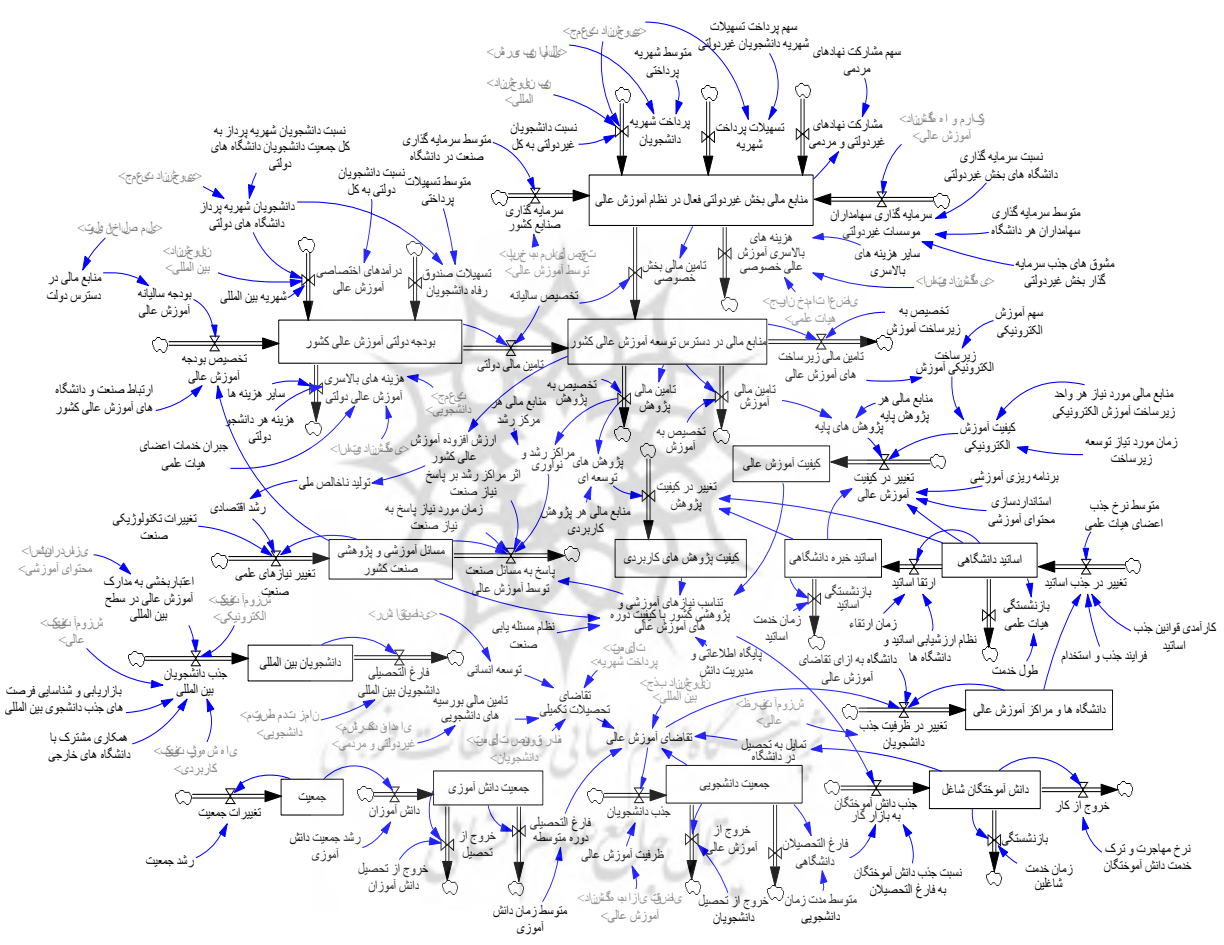 سهم پرداخت تسهیلات
شهریه دانشجویان غیردولتی
سهم مشارکت نهادهای
مردمی
متوسط شهریه
پرداختی
پرداخت شهریه
دانشجویان
تسهیلات پرداخت
شهریه
مشارکت نهادهای
غیردولتی و مردمی
نسبت دانشجویان
غیردولتی به کل
نسبت دانشجویان شهریه پرداز به
کل جمعیت دانشجویان دانشگاه های
دولتی
متوسط سرمایه گذاری
صنعت در دانشگاه
نسبت سرمایه گذاری
دانشگاه های بخش غیردولتی
نسبت دانشجویان
دولتی به کل
متوسط تسهیلات
پرداختی
منابع مالی بخش غیردولتی فعال در نظام آموزش عالی
دانشجویان شهریه پرداز
دانشگاه های دولتی
سرمایه گذاری
صنایع کشور
سرمایه گذاری سهامداران
موسسات غیردولتی
متوسط سرمایه گذاری
سهامداران هر دانشگاه
هزینه های
بالاسری آموزش
عالی خصوصی
سایر هزینه های
بالاسری
مشوق های جذب سرمایه
گذار بخش غیردولتی
منابع مالی در
دسترس دولت
بودجه سالیانه
آموزش عالی
بین المللی>
شهریه بین المللی
درآمدهای اختصاصی
آموزش عالی
تسهیلات صندوق
رفاه دانشجویان
توسط آموزش عالی>
تامین مالی بخش
خصوصی
تخصیص سالیانه
هیات علمی>
تخصیص به
زیرساخت آموزش
سهم آموزش
الکترونیکی
بودجه دولتی آموزش عالی کشور
تامین مالی دولتی
منابع مالی در دسترس توسعه آموزش عالی کشور
تامین مالی زیرساخت
های آموزش عالی
زیرساخت
الکترونیکی آموزش
تخصیص بودجه
آموزش عالی
هزینه های بالاسری
آموزش عالی دولتی
سایر هزینه ها
هزینه هر دانشجو
دولتی
ارتباط صنعت و دانشگاه
های آموزش عالی کشور
جبران خدمات اعضای
هیات علمی
تخصیص به
پژوهش
تامین مالی
پژوهش
تامین مالی
آموزش
تخصیص به
آموزش
منابع مالی هر
مرکز رشد
منابع مالی هر
پژوهش پایه
پژوهش های پایه
منابع مالی مورد نیاز هر واحد
زیرساخت آموزش الکترونیکی
کیفیت آموزش
الکترونیکی
زمان مورد نیاز توسعه
زیرساخت
ارزش افزوده آموزش
عالی کشور
مراکز رشد و
نوآوری
پژوهش های
توسعه ای
کیفیت آموزش عالی
تغییر در کیفیت
آموزش عالی
برنامه ریزی آموزشی
استانداردسازی
محتوای آموزشی
متوسط نرخ جذب
اعضای هیات علمی
تولید ناخالص ملی
رشد اقتصادی
اثر مراکز رشد بر پاسخ
نیاز صنعت
زمان مورد نیاز پاسخ به
نیاز صنعت
منابع مالی هر پژوهش
کاربردی
تغییر در کیفیت
پژوهش
تغییرات تکنولوژیکی
صنعت
تغییر نیازهای علمی
صنعت
مسائل آموزشی و پژوهشی
صنعت کشور
پاسخ به مسائل صنعت
توسط آموزش عالی
کیفیت پژوهش های کاربردی
اساتید خبره دانشگاهی
ارتقا اساتید
اساتید دانشگاهی
تغییر در جذب اساتید
محتوای آموزشی>
اعتباربخشی به مدارک
آموزش عالی در سطح
بین المللی
الکترونیکی>
عالی>
تناسب نیازهای آموزشی و
پژوهشی کشور با کیفیت دوره
های آموزش عالی
نظام مسئله یابی
صنعت
بازنشستگی
اساتید
زمان خدمت
اساتید
زمان ارتقاء
نظام ارزشیابی اساتید و
دانشگاه ها
بازنشستگی
هیات علمی
طول خدمت
فرایند جذب و استخدام
کارآمدی قوانین جذب
اساتید
پایگاه اطلاعاتی و
مدیریت دانش
دانشگاه به ازای تقاضای
آموزش عالی
جذب دانشجویان
بین المللی
دانشجویان بین المللی
فارغ التحصیلی
دانشجویان بین المللی
توسعه انسانی
پرداخت شهریه>
تقاضای
تحصیلات تکمیلی
بین المللی>
دانشگاه ها و مراکز آموزش عالی
تغییر در ظرفیت جذب
دانشجویان
بازاریابی و شناسایی فرصت
های جذب دانشجوی بین المللی
دانشجویی>
تامین مالی بورسیه
های دانشجویی
غیردولتی و مردمی>
دانشجویان>
عالی>
همکاری مشترک با
دانشگاه های خارجی
کاربردی>
تقاضای آموزش عالی
تمایل به تحصیل
در دانشگاه
جمعیت
تغییرات جمعیت
رشد جمعیت
دانش آموزان
جمعیت دانش آموزی
رشد جمعیت دانش
آموزی
خروج از
تحصیل
خروج از تحصیل
دانش آموزان
فارغ التحصیلی
دوره متوسطه
متوسط زمان دانش
آموزی
جذب دانشجویان
ظرفیت آموزش عالی
آموزش عالی>
جمعیت دانشجویی
خروج از
آموزش عالی
خروج از تحصیل
دانشجویان
فارغ التحصیلان
دانشگاهی
متوسط مدت زمان
دانشجویی
جذب دانش آموختگان
به بازار کار
نسبت جذب دانش آموختگان
به فارغ التحصیلان
دانش آموختگان شاغل
بازنشستگی
زمان خدمت
شاغلین
خروج از کار
نرخ مهاجرت و ترک
خدمت دانش آموختگان